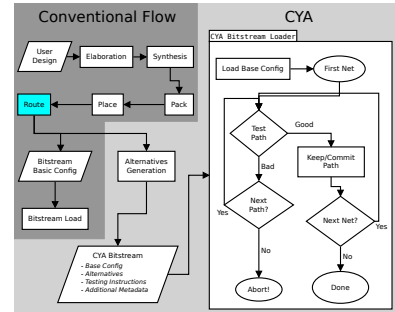 Conventional Flow
CYA
CYA Bitstream Loader
User
Design
Elaboration
Synthesis
Load Base Config
First Net
Route
Place
Pack
Test
Path
Good
Bitstream
Basic Config
Alternatives
Generation
Keep/Commit
Path
Bad
Next
Path?
Yes
Bitstream Load
Next Net?
Yes
No
No
CYA Bitstream
- Base Config
- Alternatives
- Testing Instructions
- Additional Metadata
Abort!
Done